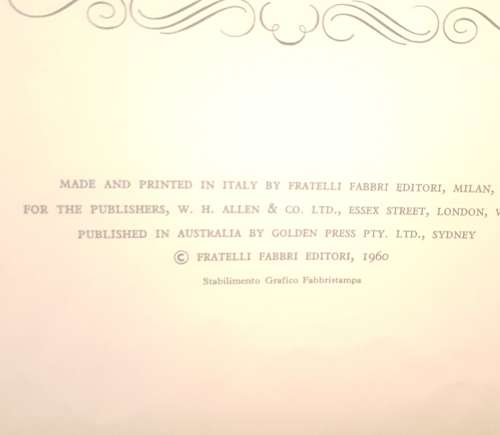 MADE AND PRINTED IN ITALY BY FRATELLI FABBRI EDITORI, MILAN,
FOR THE PUBLISHERS, W. H. ALLEN & CO. LTD., ESSEX STREET, LONDON,
PUBLISHED IN AUSTRALIA BY GOLDEN PRESS PTY. LTD., SYDNEY
© FRATELLI FABBRI EDITORI, 1960
Stabilimento Grafico Fabbristampa